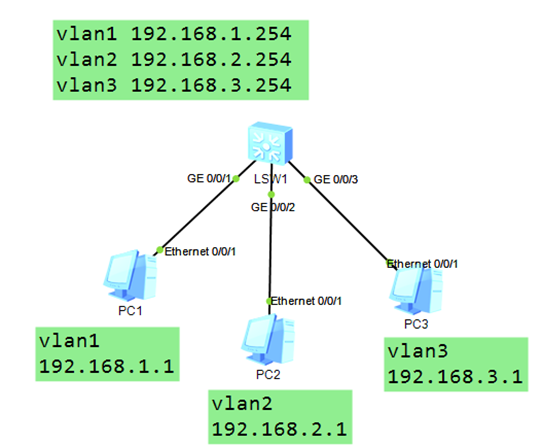 vlan1 192.168.1.254
vlan2 192.168.2.254
vlan3 192.168.3.254
GE 0/0/1
LSW1
GE 0/0/3
GE 0/0/2
Ethernet 0/0/1
Ethernet 0/0/1
Ethernet 0/0/1
PC1
PC3
PC2
vlan1
192.168.1.1
vlan3
192.168.3.1
vlan2
192.168.2.1